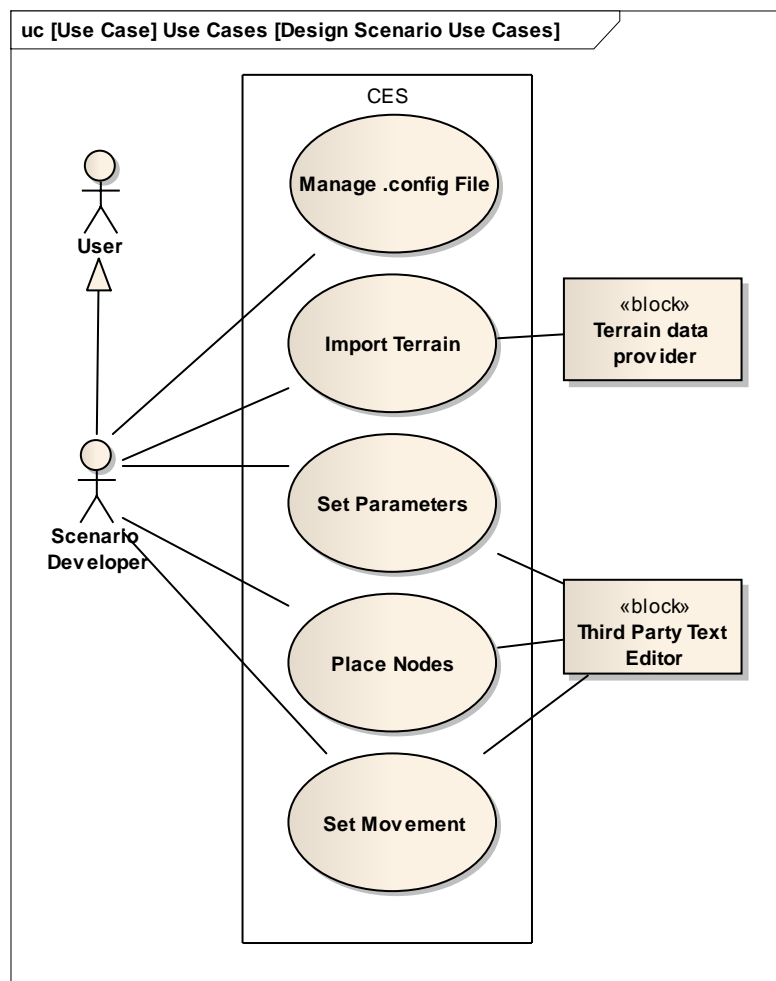 uc [Use Case] Use Cases [Design Scenario Use Cases]
CES
Manage .config File
User
Import Terrain
«block»
Terrain data
provider
Set Parameters
Scenario
Developer
«block»
Third Party Text
Editor
Place Nodes
Set Movement